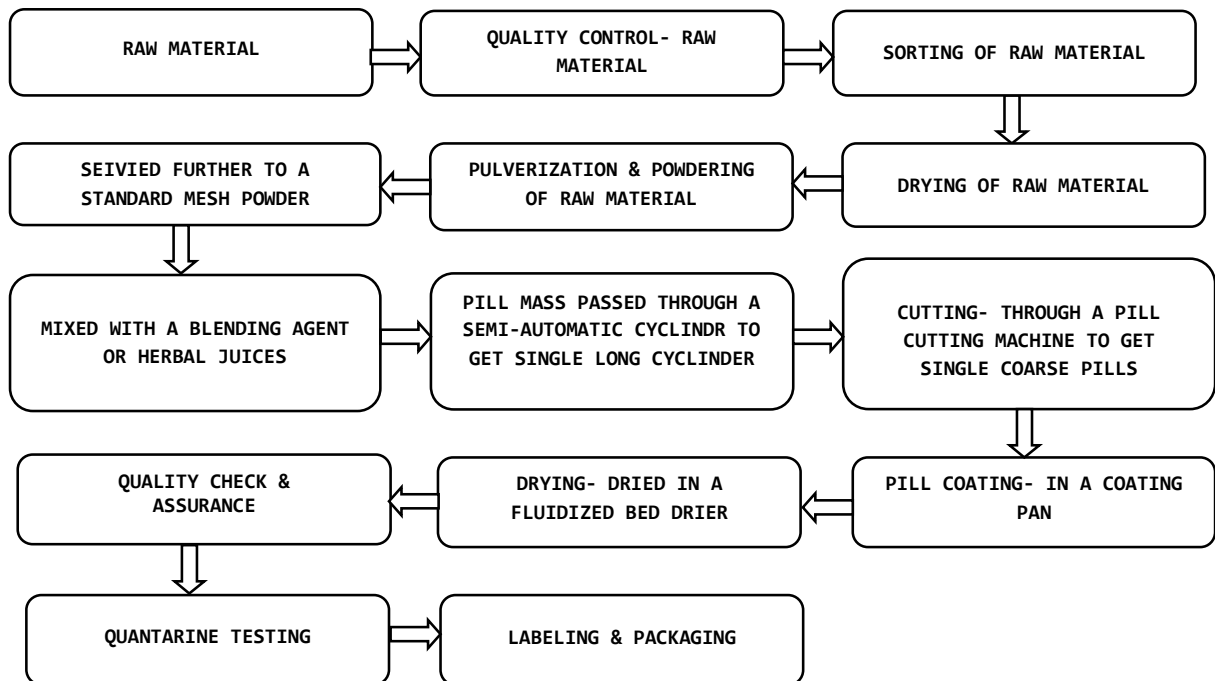 RAW MATERIAL
QUALITY CONTROL- RAW
MATERIAL
SORTING OF RAW MATERIAL
DRYING OF RAW MATERIAL
PULVERIZATION & POWDERING
OF RAW MATERIAL
SEIVIED FURTHER TO A
STANDARD MESH POWDER
MIXED WITH A BLENDING AGENT
OR HERBAL JUICES
PILL MASS PASSED THROUGH A
SEMI-AUTOMATIC CYCLINDR TO
GET SINGLE LONG CYCLINDER
CUTTING- THROUGH A PILL
CUTTING MACHINE TO GET
SINGLE COARSE PILLS
PILL COATING- IN A COATING
PAN
DRYING- DRIED IN A
FLUIDIZED BED DRIER
QUALITY CHECK &
ASSURANCE
QUANTARINE TESTING
LABELING & PACKAGING